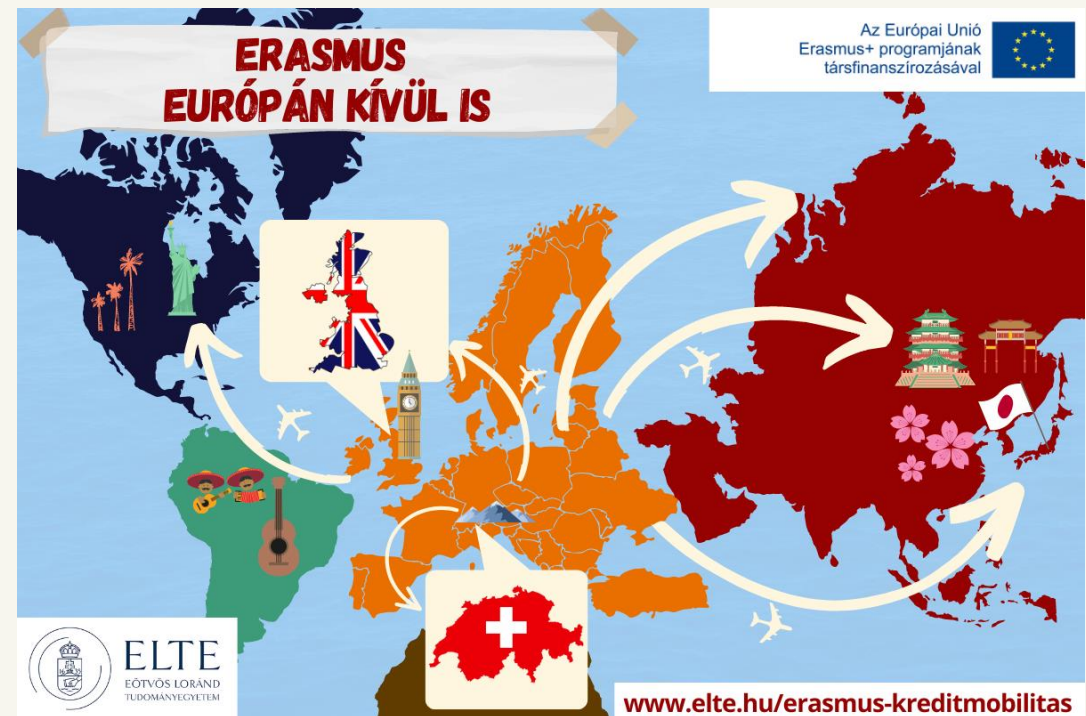 ERASMUS
EURÓPÁN KÍVÜL IS
Az Európai Unió
Erasmus+ programjának
társfinanszírozásával
ELTE
EÖTVÖS LORÁND
TUDOMÁNYEGYETEM
www.elte.hu/erasmus-kreditmobilitas